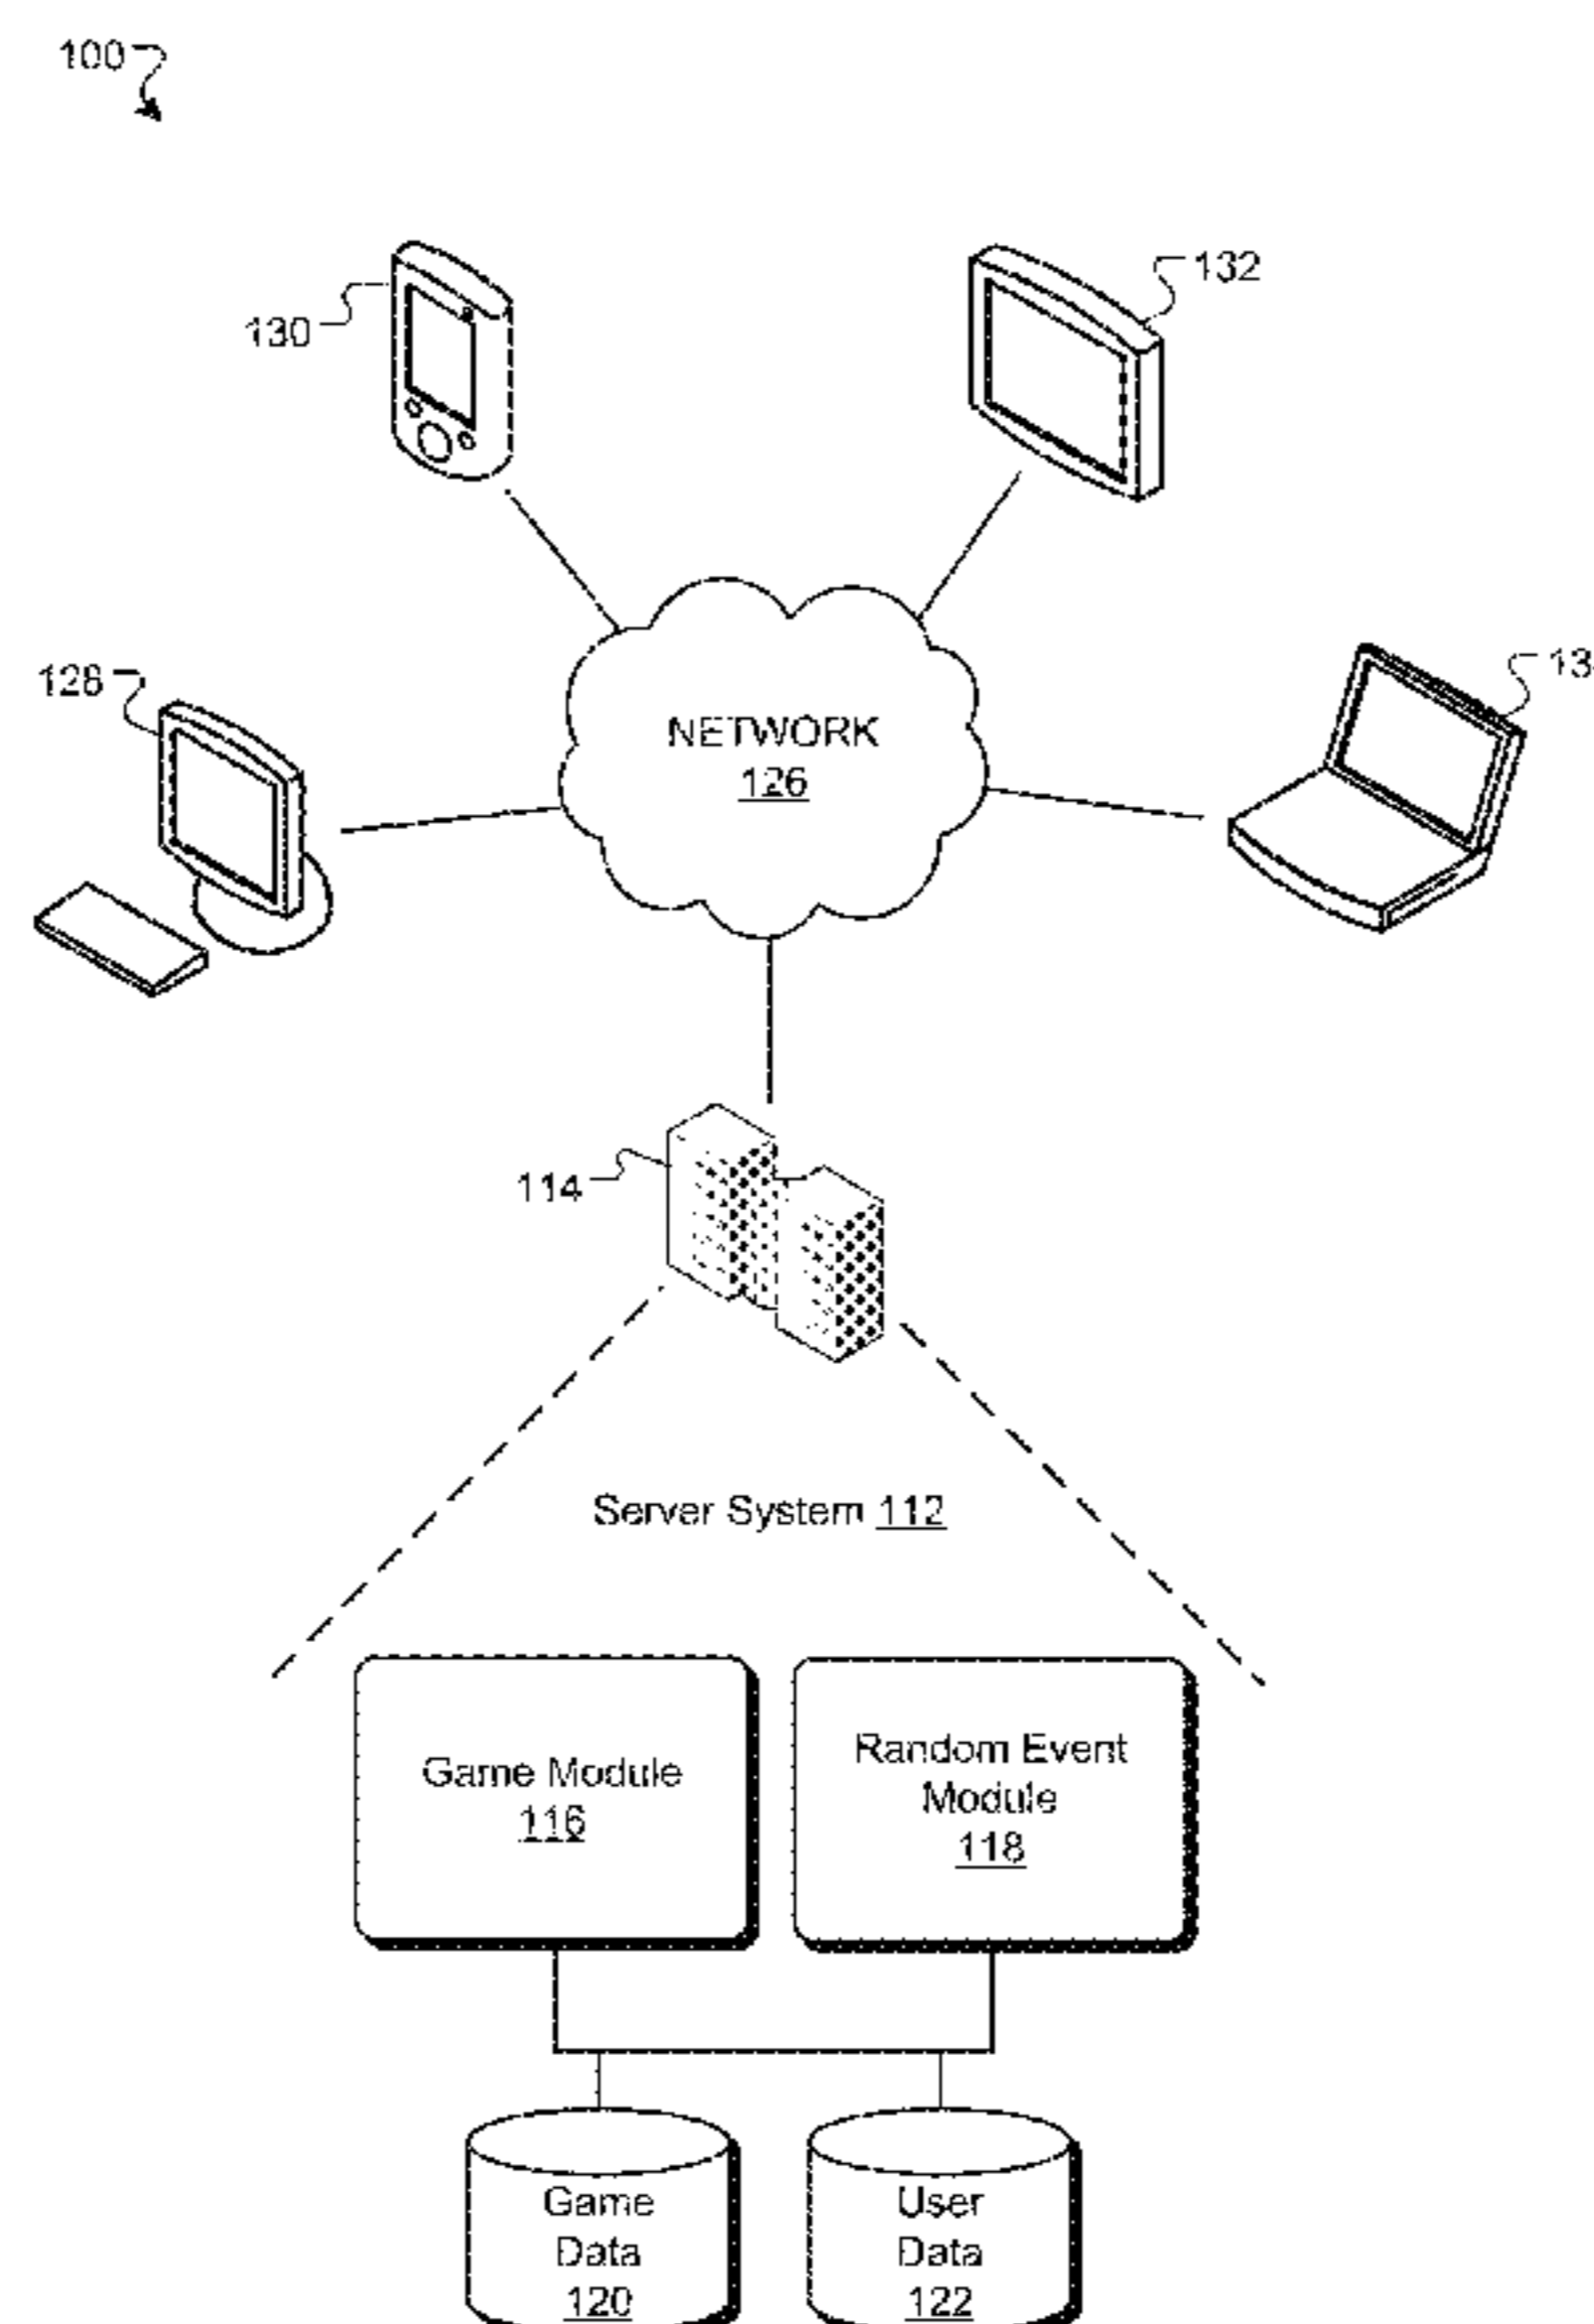 100
130
132
128
NETWORK
126
114
Server System 112
Game Module
116
Random Event
Module
118
Game
Data
120
User
Data
122